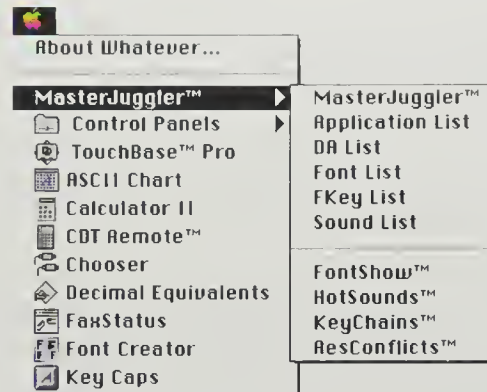 About Whatever...
MasterJuggler™
Control Panels
TouchBase™ Pro
ASCII Chart
Calculator II
CDT Remote™
Chooser
Decimal Equivalents
FaxStatus
Font Creator
Key Caps
MasterJuggler™
Application List
DA List
Font List
FKey List
Sound List
FontShow™
HotSounds™
KeyChains™
ResConflicts™